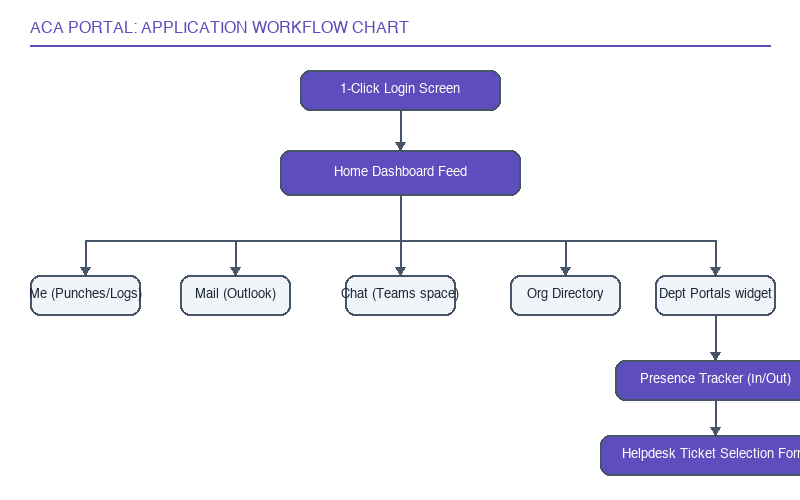 ACA PORTAL: APPLICATION WORKFLOW CHART
1-Click Login Screen
Home Dashboard Feed
Me (Punches/Logs)
Mail (Outlook)
Chat (Teams space)
Org Directory
Dept Portals widget
Presence Tracker (In/Out)
Helpdesk Ticket Selection